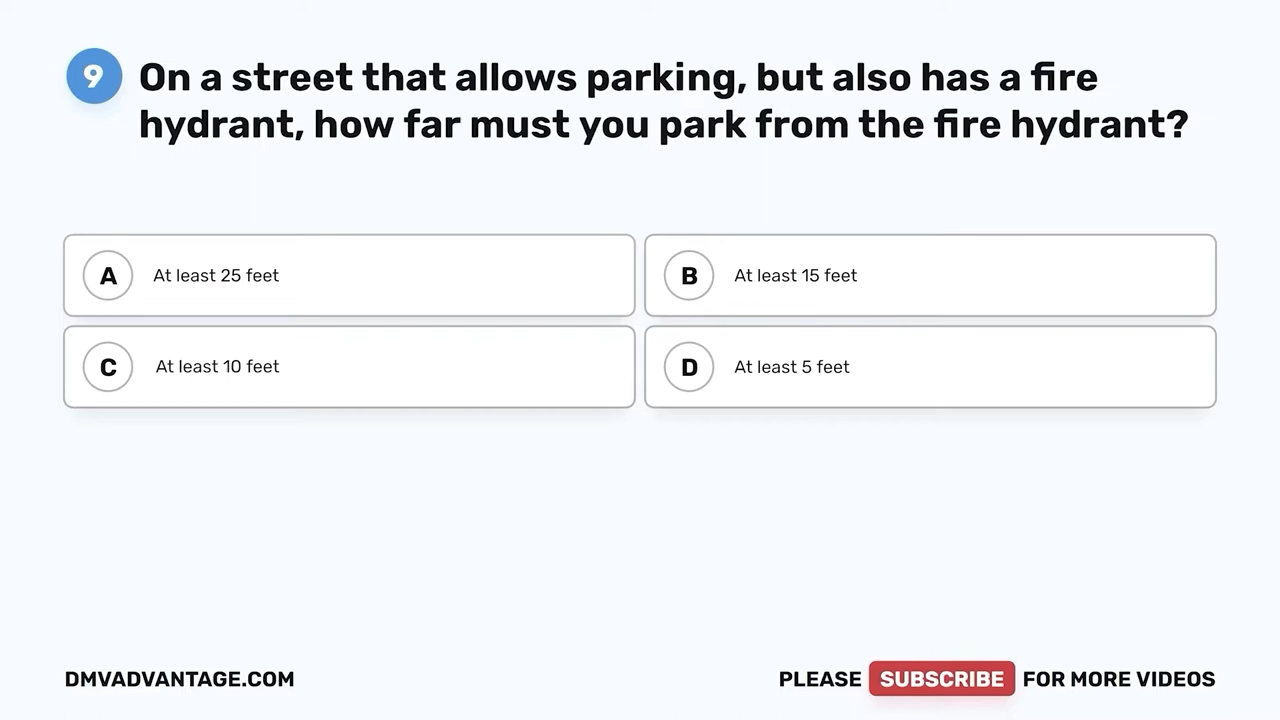 9
On a street that allows parking, but also has a fire
hydrant, how far must you park from the fire hydrant?
A At least 25 feet
B At least 15 feet
C At least 10 feet
D At least 5 feet
DMVADVANTAGE.COM
PLEASE SUBSCRIBE FOR MORE VIDEOS